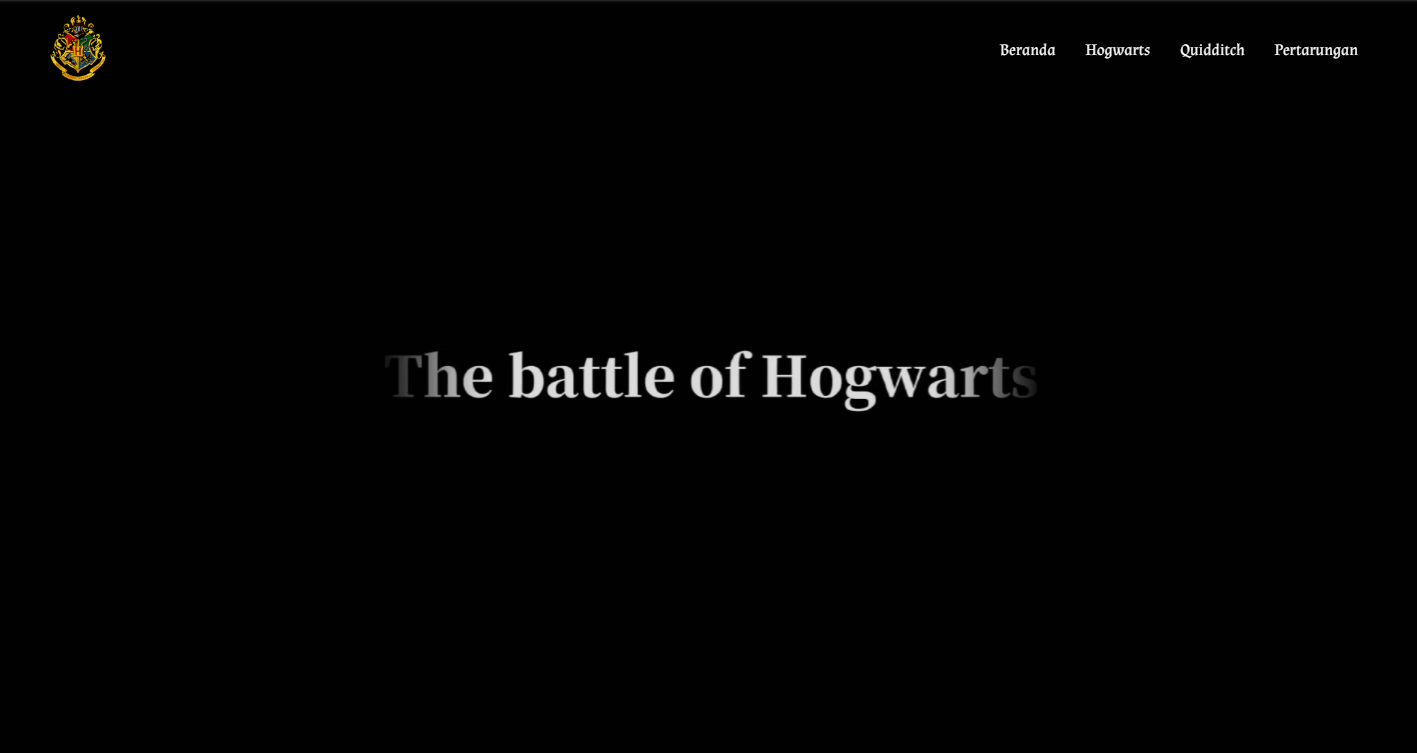 Beranda Hogwarts Quidditch Pertarungan
The battle of Hogwarts